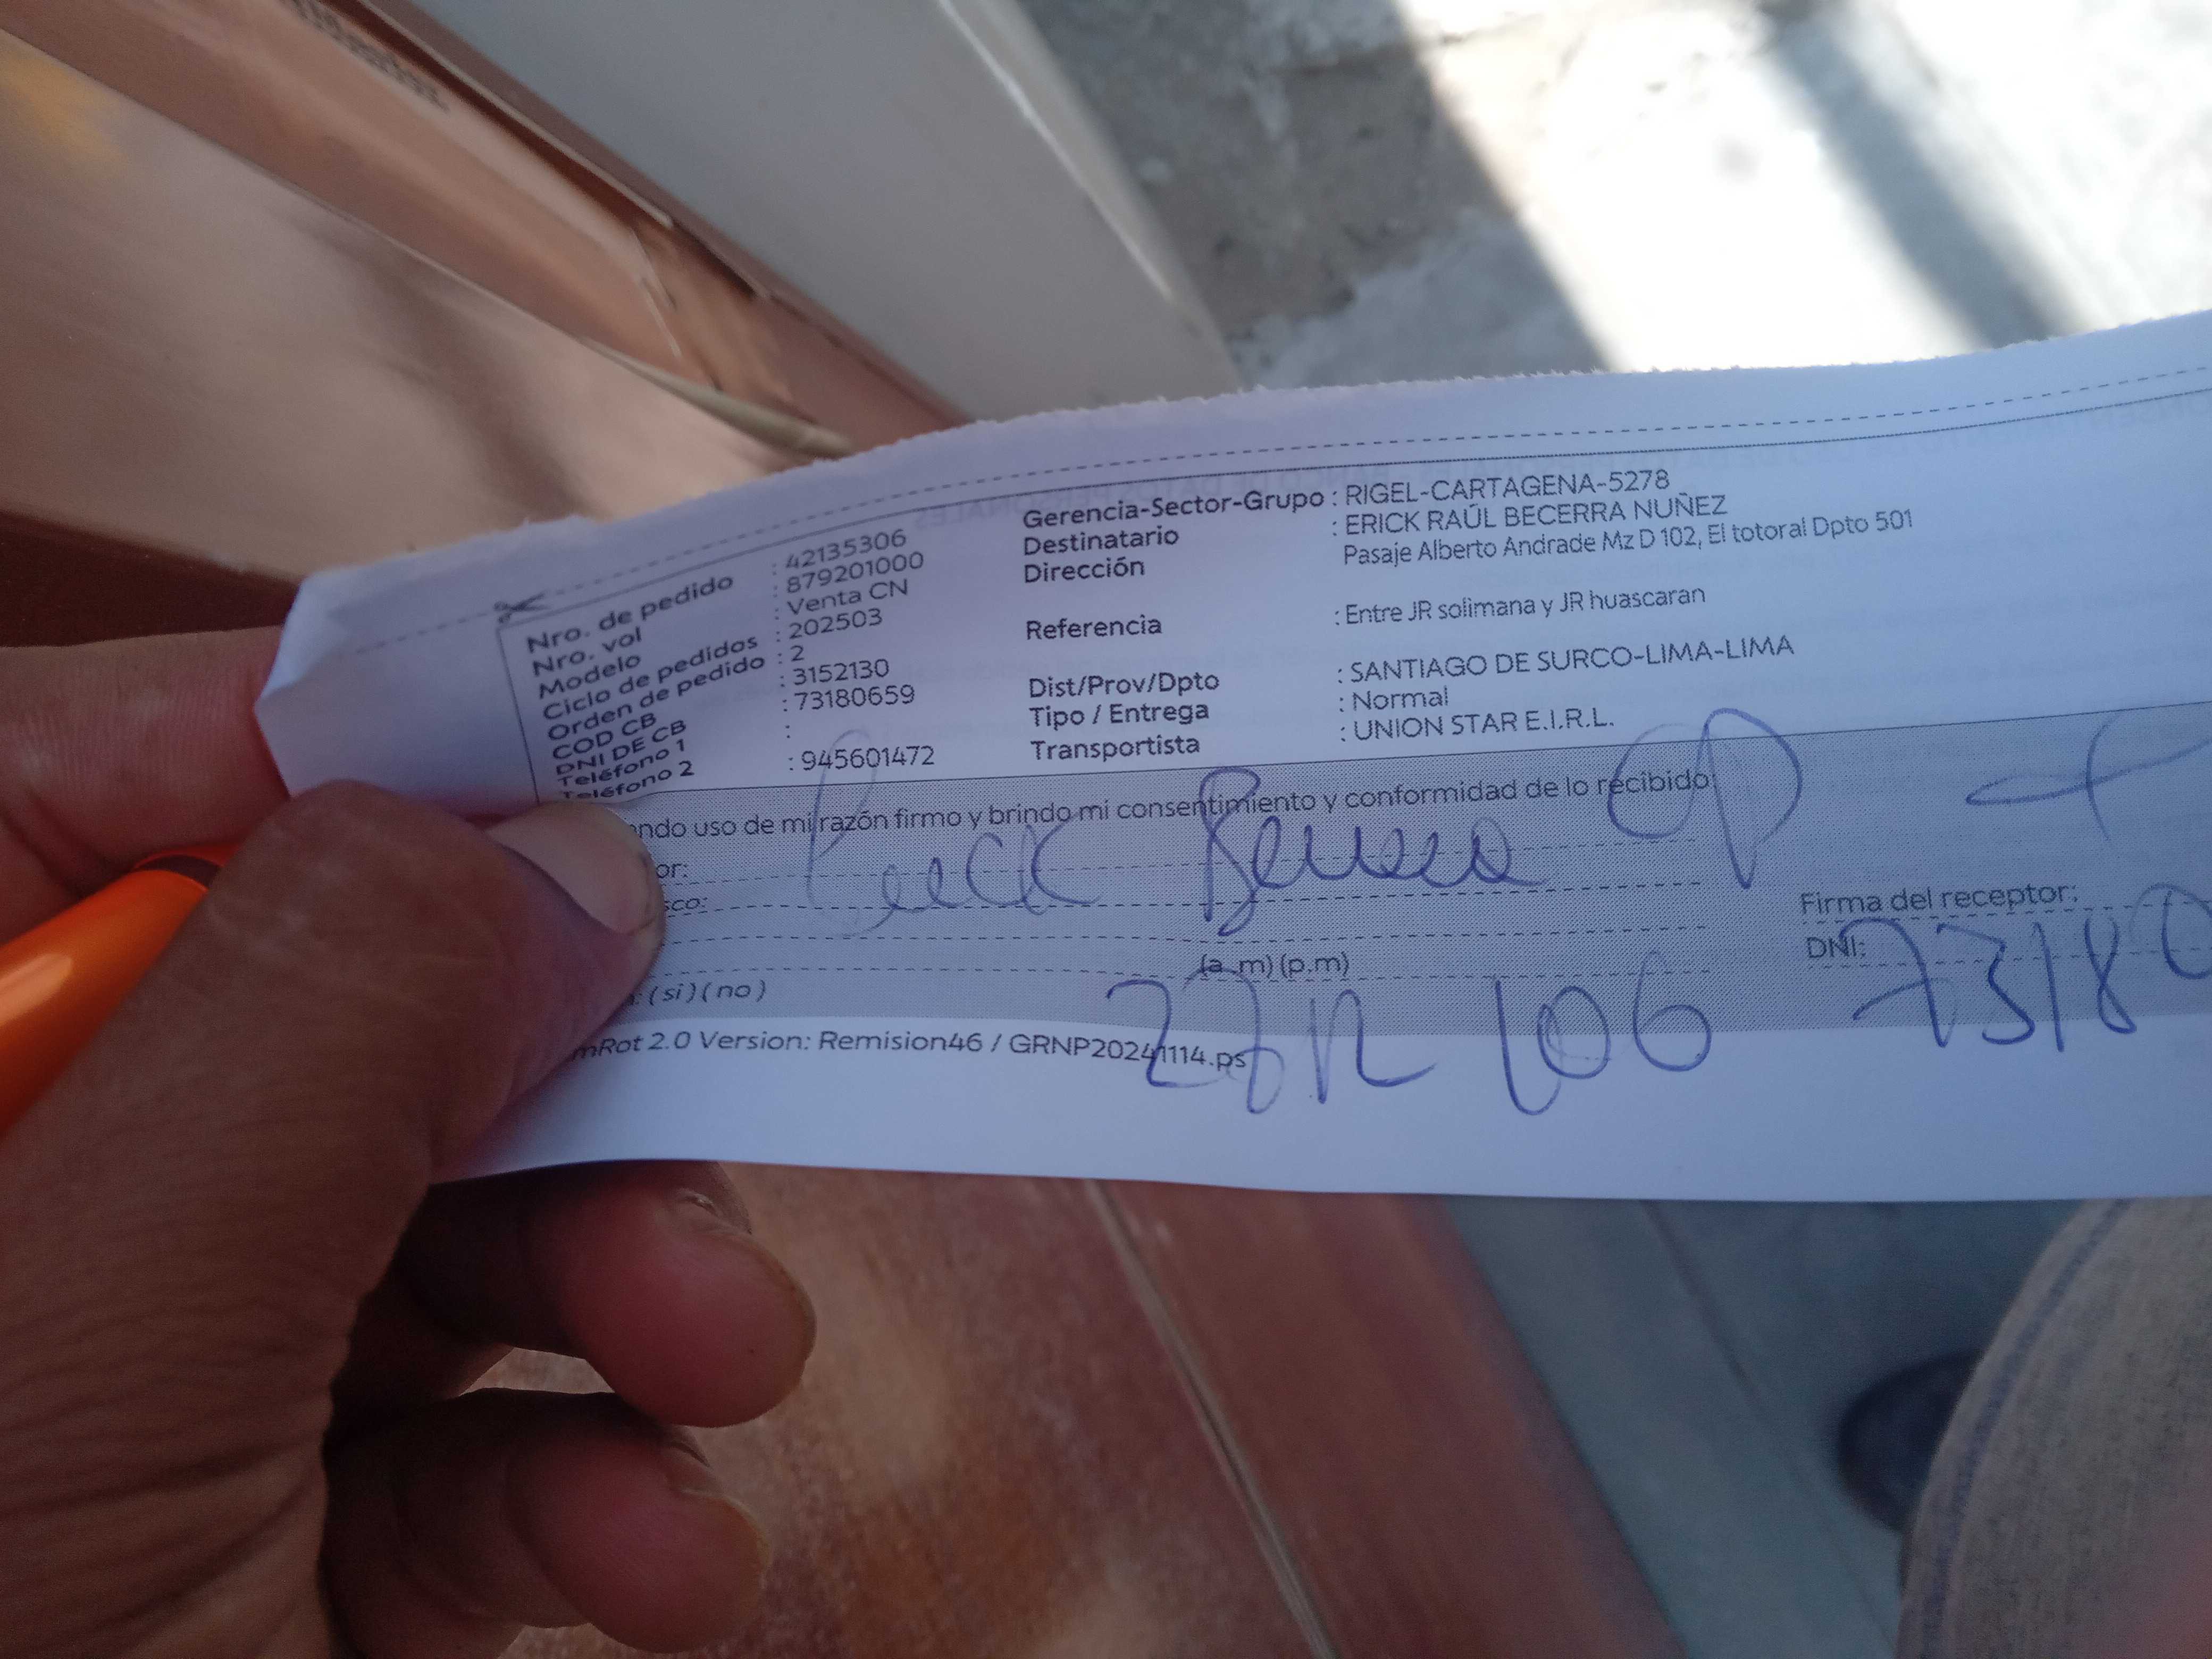 Nro. de pedido : 42135306
Nro. vol : 879201000
Modelo : Venta CN
Ciclo de pedidos : 202503
Orden de pedido : 2
COD CB : 3152130
DNI DE CB : 73180659
Teléfono 1 :
Teléfono 2 : 945601472
Gerencia-Sector-Grupo : RIGEL-CARTAGENA-5278
Destinatario : ERICK RAÚL BECERRA NUÑEZ
Dirección : Pasaje Alberto Andrade Mz D 102, El totoral Dpto 501
Referencia : Entre JR solimana y JR huascaran
Dist/Prov/Dpto : SANTIAGO DE SURCO-LIMA-LIMA
Tipo / Entrega : Normal
Transportista : UNION STAR E.I.R.L.
ndo uso de mi razón firmo y brindo mi consentimiento y conformidad de lo recibido
or:
sco:
Firma del receptor:
(a.m) (p.m)
DNI: 7318
: (si) (no)
mRot 2.0 Version: Remision46 / GRNP20241114.ps